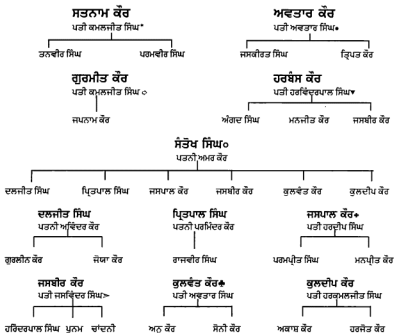 ਸਤਨਾਮ ਕੌਰ ਅਵਤਾਰ ਕੌਰ
ਪਤੀ ਕਮਲਜੀਤ ਸਿੰਘ* ਪਤੀ ਅਵਤਾਰ ਸਿੰਘ●
ਤਨਵੀਰ ਸਿੰਘ ਪਰਮਵੀਰ ਸਿੰਘ ਜਸਕੀਰਤ ਸਿੰਘ ਤ੍ਰਿਪਤ ਕੌਰ
ਗੁਰਮੀਤ ਕੌਰ ਹਰਬੰਸ ਕੌਰ
ਪਤੀ ਕਮਲਜੀਤ ਸਿੰਘ ੦ ਪਤੀ ਹਰਵਿੰਦਰਪਾਲ ਸਿੰਘ▾
ਜਪਨਾਮ ਕੌਰ ਅੰਗਦ ਸਿੰਘ ਮਨਜੀਤ ਕੌਰ ਜਸਬੀਰ ਕੌਰ
ਸੰਤੋਖ ਸਿੰਘ੦
ਪਤਨੀ ਅਮਰ ਕੌਰ
ਦਲਜੀਤ ਸਿੰਘ ਪ੍ਰਿਤਪਾਲ ਸਿੰਘ ਜਸਪਾਲ ਕੌਰ ਜਸਬੀਰ ਕੌਰ ਕੁਲਵੰਤ ਕੌਰ ਕੁਲਦੀਪ ਕੌਰ
ਦਲਜੀਤ ਸਿੰਘ ਪ੍ਰਿਤਪਾਲ ਸਿੰਘ ਜਸਪਾਲ ਕੌਰ✦
ਪਤਨੀ ਅਵਿੰਦਰ ਕੌਰ ਪਤਨੀ ਪਰਮਿੰਦਰ ਕੌਰ ਪਤੀ ਹਰਦੀਪ ਸਿੰਘ
ਗੁਰਲੀਨ ਕੌਰ ਜੋਯਾ ਕੌਰ ਰਾਜਵੀਰ ਸਿੰਘ ਪਰਮਪ੍ਰੀਤ ਸਿੰਘ ਮਨਪ੍ਰੀਤ ਕੌਰ
ਜਸਬੀਰ ਕੌਰ ਕੁਲਵੰਤ ਕੌਰ♣ ਕੁਲਦੀਪ ਕੌਰ
ਪਤੀ ਜਸਵਿੰਦਰ ਸਿੰਘ➢ ਪਤੀ ਅਵਤਾਰ ਸਿੰਘ ਪਤੀ ਹਰਕਮਲਜੀਤ ਸਿੰਘ
ਹਰਿਦਰਪਾਲ ਸਿੰਘ ਪੂਨਮ ਚਾਂਦਨੀ ਅਨੁ ਕੌਰ ਸੋਨੀ ਕੌਰ ਅਕਾਸ਼ ਕੌਰ ਹਰਜੋਤ ਕੌਰ